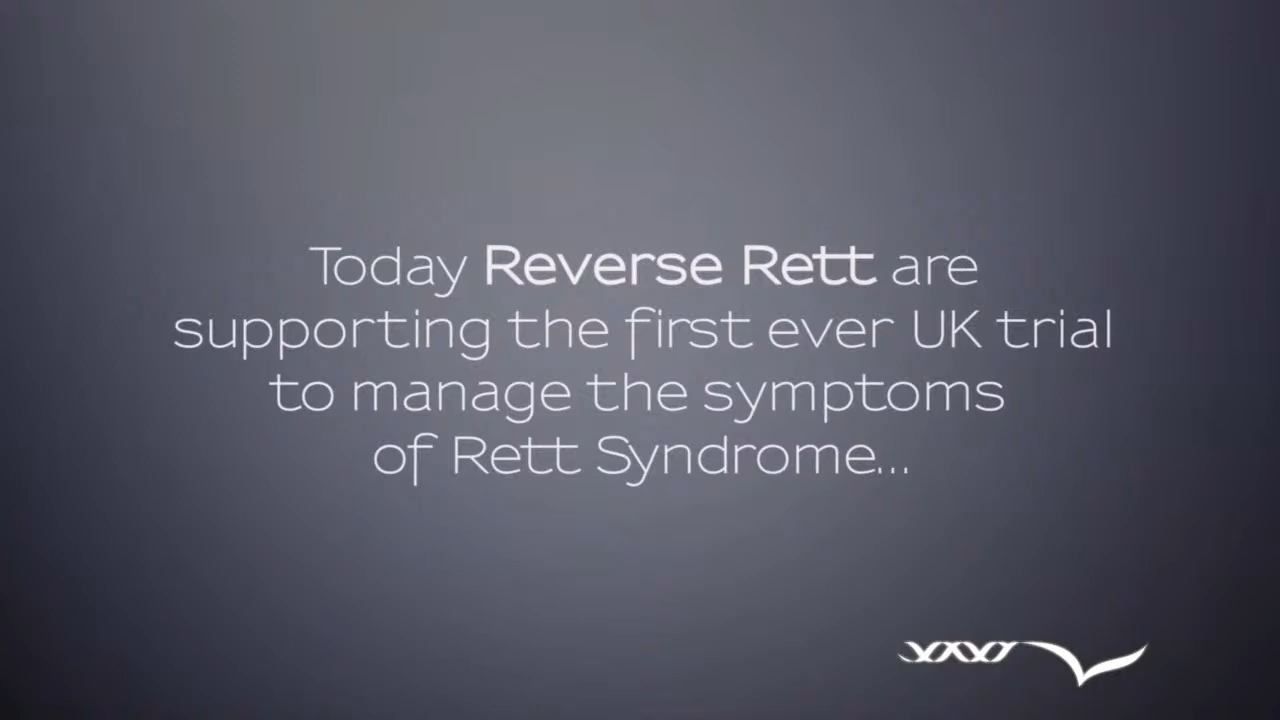 Today Reverse Rett are
supporting the first ever UK trial
to manage the symptoms
of Rett Syndrome...